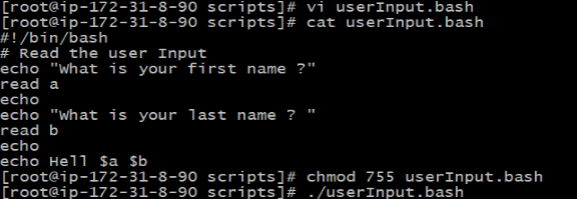 [root@ip-172-31-8-90 scripts]# vi userInput.bash
[root@ip-172-31-8-90 scripts]# cat userInput.bash
#!/bin/bash
# Read the user Input
echo "What is your first name ?"
read a
echo
echo "What is your last name ? "
read b
echo
echo Hell $a $b
[root@ip-172-31-8-90 scripts]# chmod 755 userInput.bash
[root@ip-172-31-8-90 scripts]# ./userInput.bash